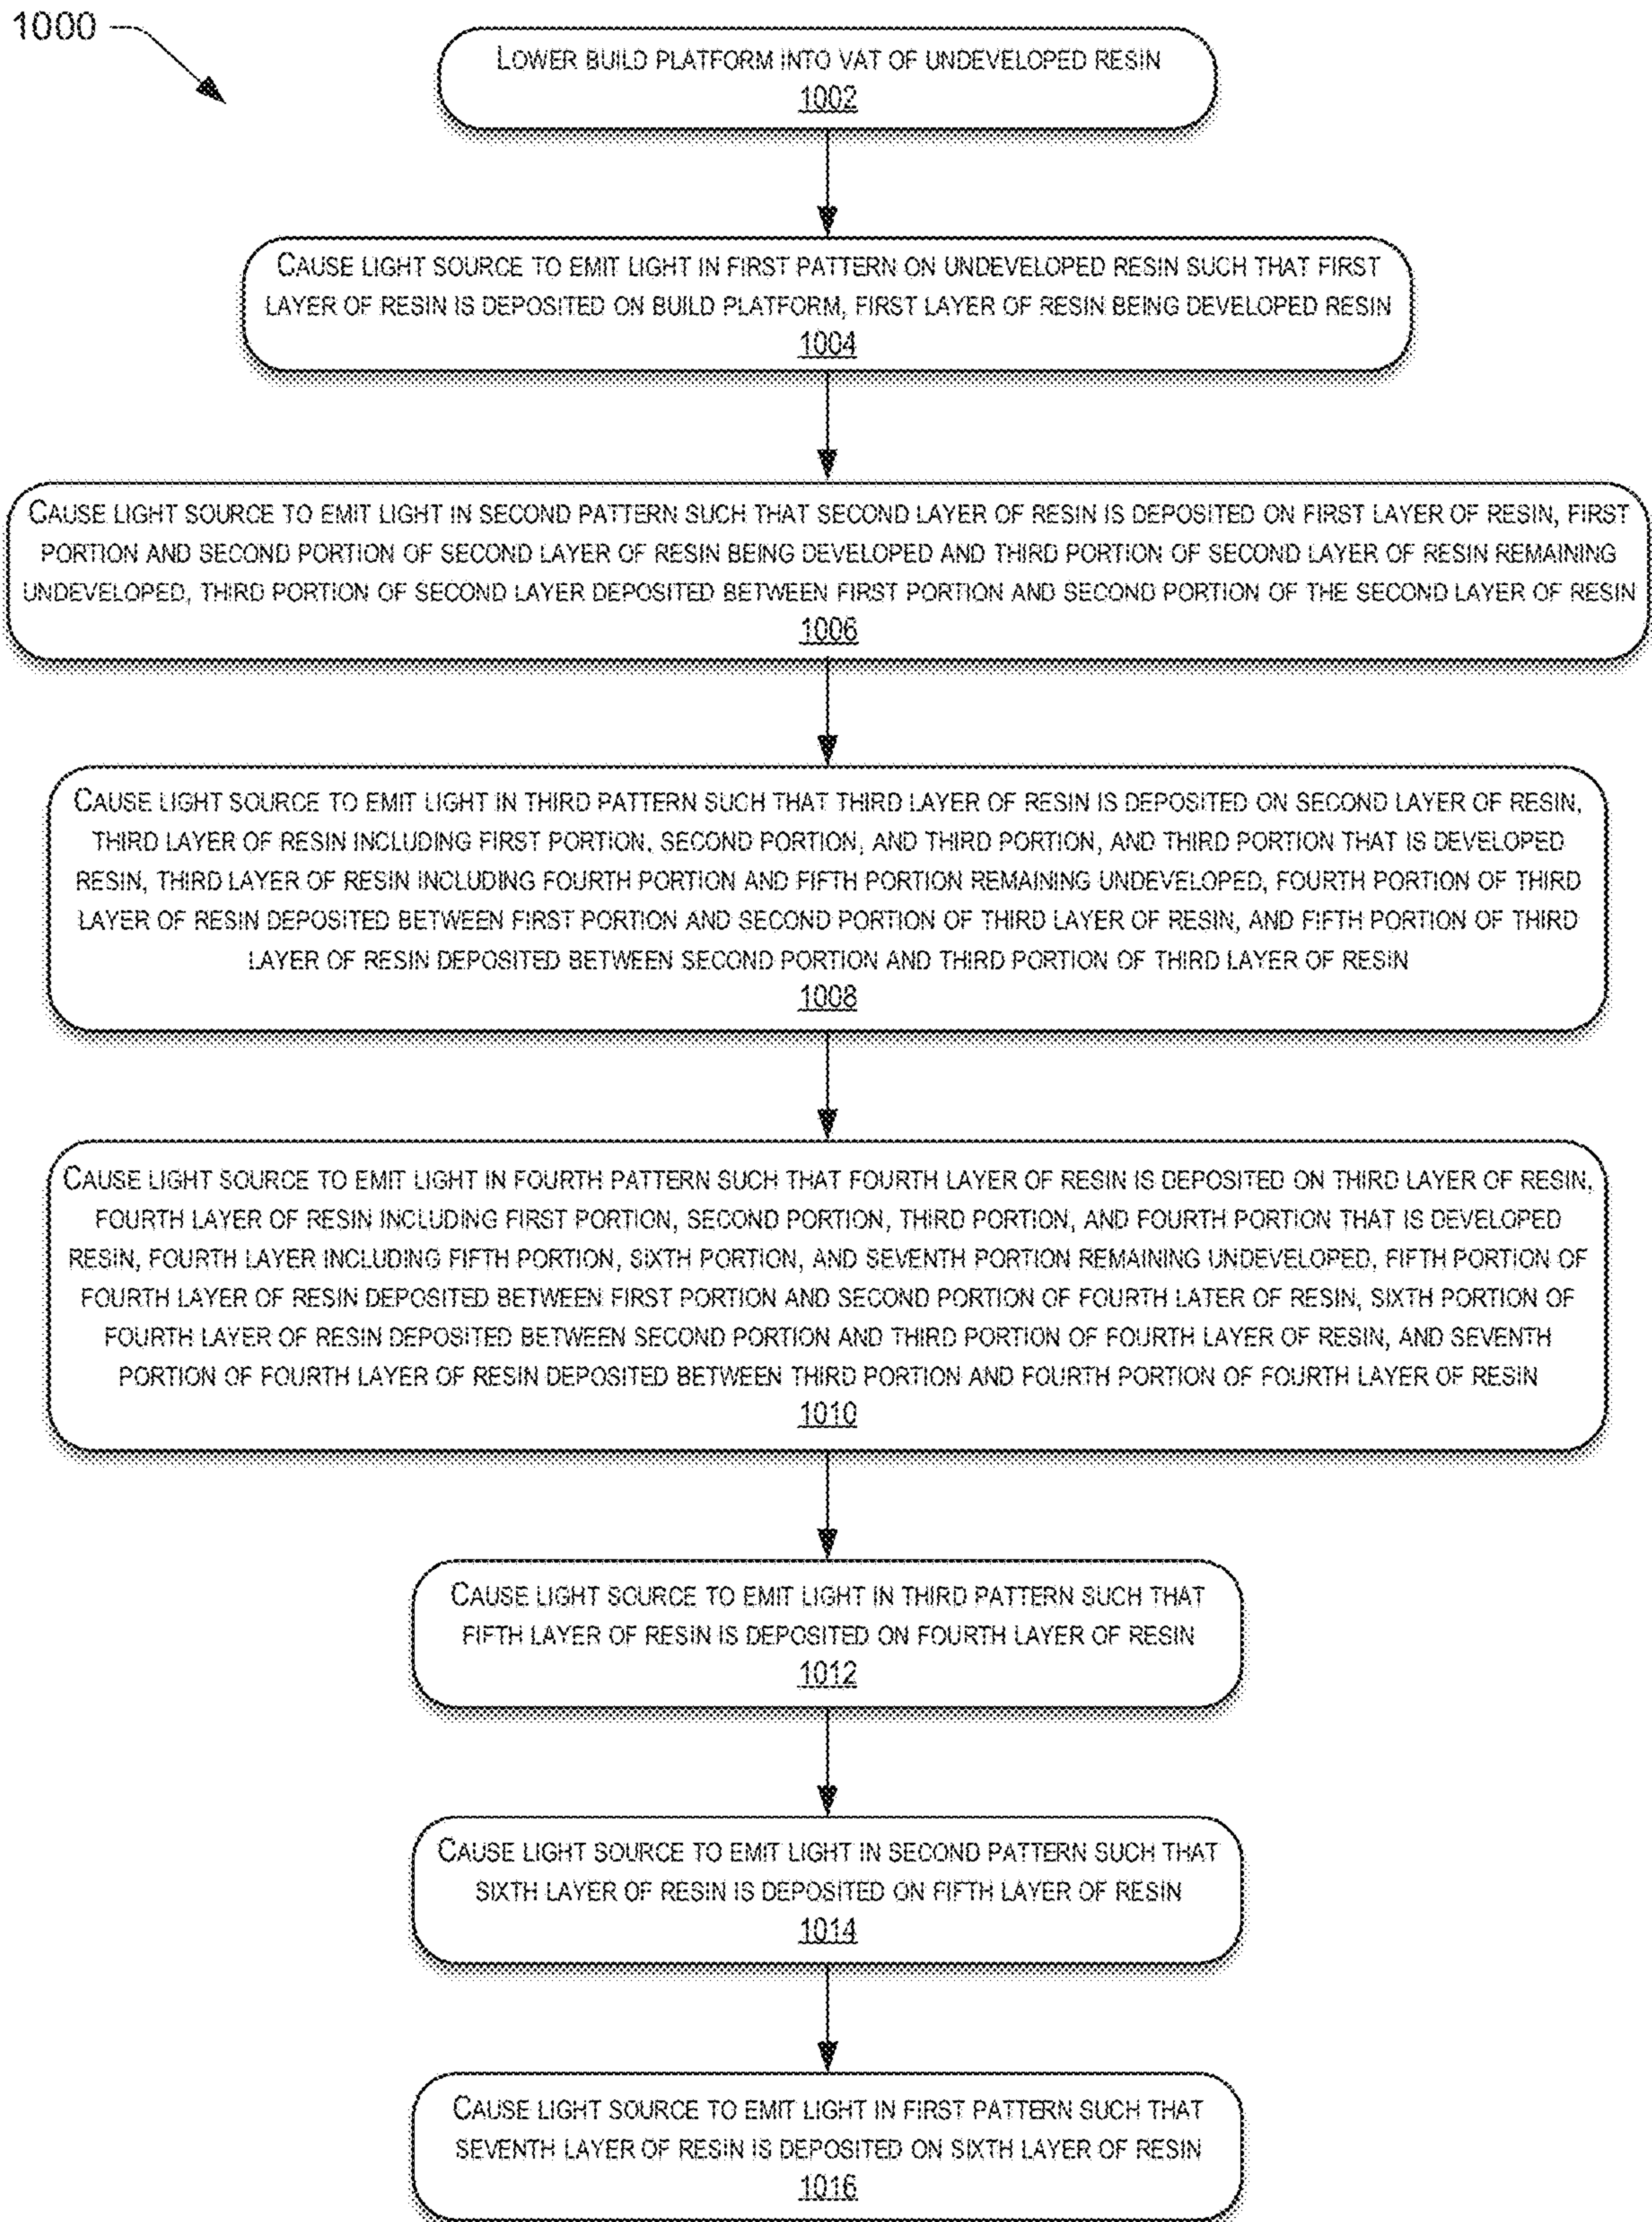 1000
LOWER BUILD PLATFORM INTO VAT OF UNDEVELOPED RESIN
1002
CAUSE LIGHT SOURCE TO EMIT LIGHT IN FIRST PATTERN ON UNDEVELOPED RESIN SUCH THAT FIRST
LAYER OF RESIN IS DEPOSITED ON BUILD PLATFORM, FIRST LAYER OF RESIN BEING DEVELOPED RESIN
1004
CAUSE LIGHT SOURCE TO EMIT LIGHT IN SECOND PATTERN SUCH THAT SECOND LAYER OF RESIN IS DEPOSITED ON FIRST LAYER OF RESIN, FIRST
PORTION AND SECOND PORTION OF SECOND LAYER OF RESIN BEING DEVELOPED AND THIRD PORTION OF SECOND LAYER OF RESIN REMAINING
UNDEVELOPED, THIRD PORTION OF SECOND LAYER DEPOSITED BETWEEN FIRST PORTION AND SECOND PORTION OF THE SECOND LAYER OF RESIN
1006
CAUSE LIGHT SOURCE TO EMIT LIGHT IN THIRD PATTERN SUCH THAT THIRD LAYER OF RESIN IS DEPOSITED ON SECOND LAYER OF RESIN,
THIRD LAYER OF RESIN INCLUDING FIRST PORTION, SECOND PORTION, AND THIRD PORTION, AND THIRD PORTION THAT IS DEVELOPED
RESIN, THIRD LAYER OF RESIN INCLUDING FOURTH PORTION AND FIFTH PORTION REMAINING UNDEVELOPED, FOURTH PORTION OF THIRD
LAYER OF RESIN DEPOSITED BETWEEN FIRST PORTION AND SECOND PORTION OF THIRD LAYER OF RESIN, AND FIFTH PORTION OF THIRD
LAYER OF RESIN DEPOSITED BETWEEN SECOND PORTION AND THIRD PORTION OF THIRD LAYER OF RESIN
1008
CAUSE LIGHT SOURCE TO EMIT LIGHT IN FOURTH PATTERN SUCH THAT FOURTH LAYER OF RESIN IS DEPOSITED ON THIRD LAYER OF RESIN,
FOURTH LAYER OF RESIN INCLUDING FIRST PORTION, SECOND PORTION, THIRD PORTION, AND FOURTH PORTION THAT IS DEVELOPED
RESIN, FOURTH LAYER INCLUDING FIFTH PORTION, SIXTH PORTION, AND SEVENTH PORTION REMAINING UNDEVELOPED, FIFTH PORTION OF
FOURTH LAYER OF RESIN DEPOSITED BETWEEN FIRST PORTION AND SECOND PORTION OF FOURTH LATER OF RESIN, SIXTH PORTION OF
FOURTH LAYER OF RESIN DEPOSITED BETWEEN SECOND PORTION AND THIRD PORTION OF FOURTH LAYER OF RESIN, AND SEVENTH
PORTION OF FOURTH LAYER OF RESIN DEPOSITED BETWEEN THIRD PORTION AND FOURTH PORTION OF FOURTH LAYER OF RESIN
1010
CAUSE LIGHT SOURCE TO EMIT LIGHT IN THIRD PATTERN SUCH THAT
FIFTH LAYER OF RESIN IS DEPOSITED ON FOURTH LAYER OF RESIN
1012
CAUSE LIGHT SOURCE TO EMIT LIGHT IN SECOND PATTERN SUCH THAT
SIXTH LAYER OF RESIN IS DEPOSITED ON FIFTH LAYER OF RESIN
1014
CAUSE LIGHT SOURCE TO EMIT LIGHT IN FIRST PATTERN SUCH THAT
SEVENTH LAYER OF RESIN IS DEPOSITED ON SIXTH LAYER OF RESIN
1016